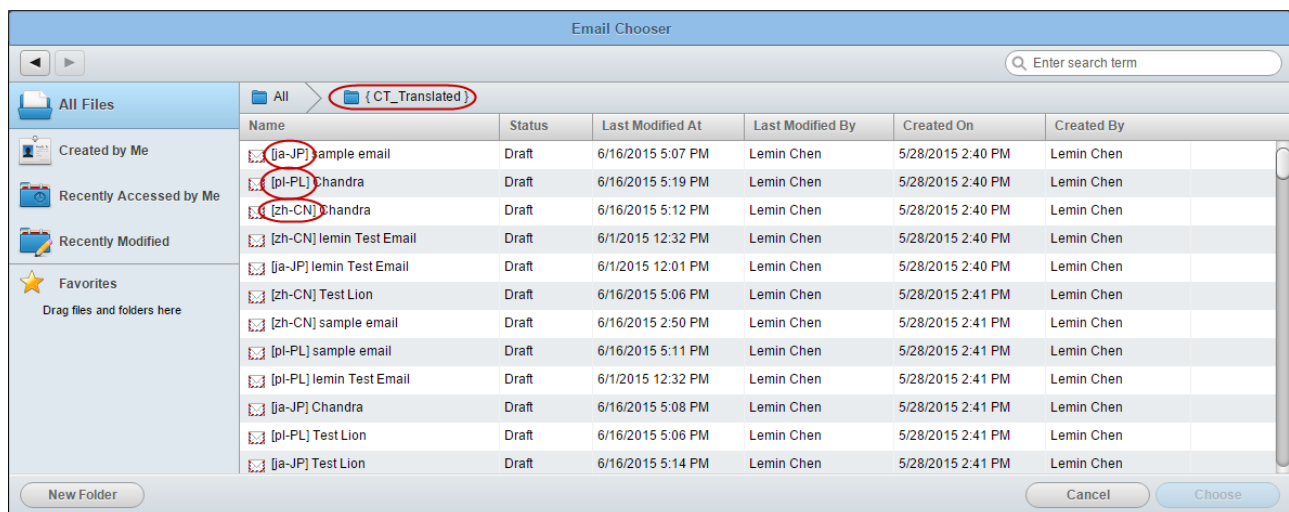 Email Chooser
Enter search term
All Files
Created by Me
Recently Accessed by Me
Recently Modified
Favorites
Drag files and folders here
All { CT_Translated }
Name Status Last Modified At Last Modified By Created On Created By
[ja-JP] sample email Draft 6/16/2015 5:07 PM Lemin Chen 5/28/2015 2:40 PM Lemin Chen
[pl-PL] Chandra Draft 6/16/2015 5:19 PM Lemin Chen 5/28/2015 2:40 PM Lemin Chen
[zh-CN] Chandra Draft 6/16/2015 5:12 PM Lemin Chen 5/28/2015 2:40 PM Lemin Chen
[zh-CN] lemin Test Email Draft 6/1/2015 12:32 PM Lemin Chen 5/28/2015 2:40 PM Lemin Chen
[ja-JP] lemin Test Email Draft 6/1/2015 12:01 PM Lemin Chen 5/28/2015 2:40 PM Lemin Chen
[zh-CN] Test Lion Draft 6/16/2015 5:06 PM Lemin Chen 5/28/2015 2:41 PM Lemin Chen
[zh-CN] sample email Draft 6/16/2015 2:50 PM Lemin Chen 5/28/2015 2:41 PM Lemin Chen
[pl-PL] sample email Draft 6/16/2015 5:11 PM Lemin Chen 5/28/2015 2:41 PM Lemin Chen
[pl-PL] lemin Test Email Draft 6/1/2015 12:32 PM Lemin Chen 5/28/2015 2:41 PM Lemin Chen
[ja-JP] Chandra Draft 6/16/2015 5:08 PM Lemin Chen 5/28/2015 2:41 PM Lemin Chen
[pl-PL] Test Lion Draft 6/16/2015 5:06 PM Lemin Chen 5/28/2015 2:41 PM Lemin Chen
[ja-JP] Test Lion Draft 6/16/2015 5:14 PM Lemin Chen 5/28/2015 2:41 PM Lemin Chen
New Folder Cancel Choose